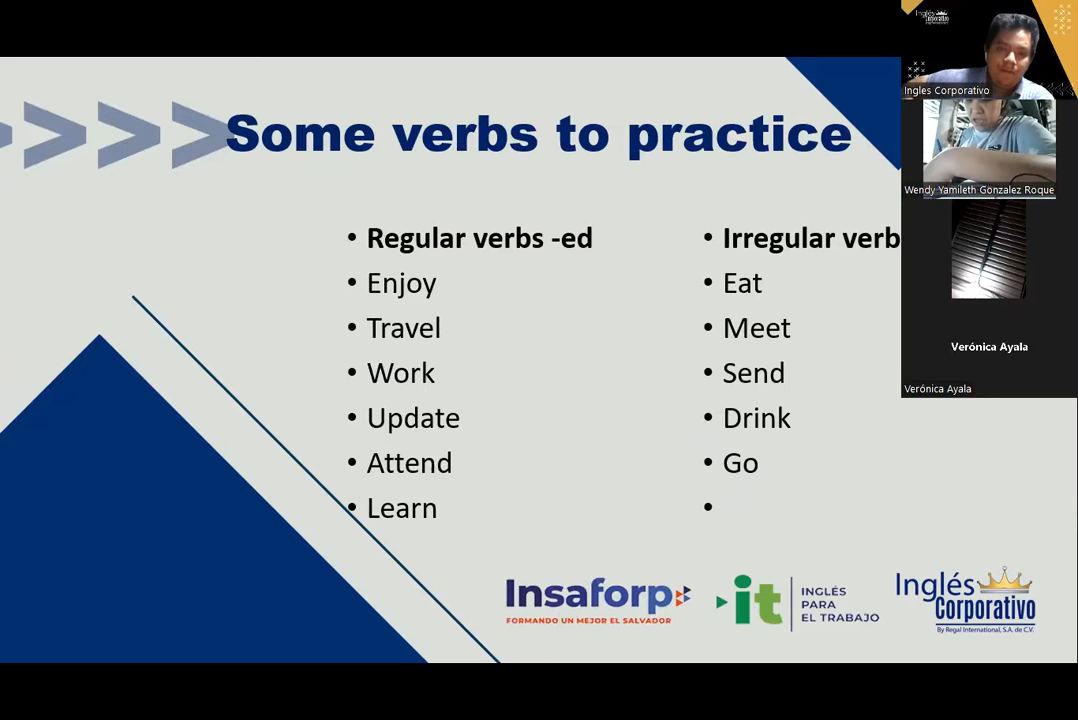 Some verbs to practice
• Regular verbs -ed
• Enjoy
• Travel
• Work
• Update
• Attend
• Learn
• Irregular verb
• Eat
• Meet
• Send
• Drink
• Go
•
Insaforp
FORMANDO UN MEJOR EL SALVADOR
it
INGLÉS
PARA
EL TRABAJO
Inglés
Corporativo
By Regal International, S.A. de C.V.
Inglés
Corporativo
Ingles Corporativo
Wendy Yamileth Gonzalez Roque
Verónica Ayala
Verónica Ayala